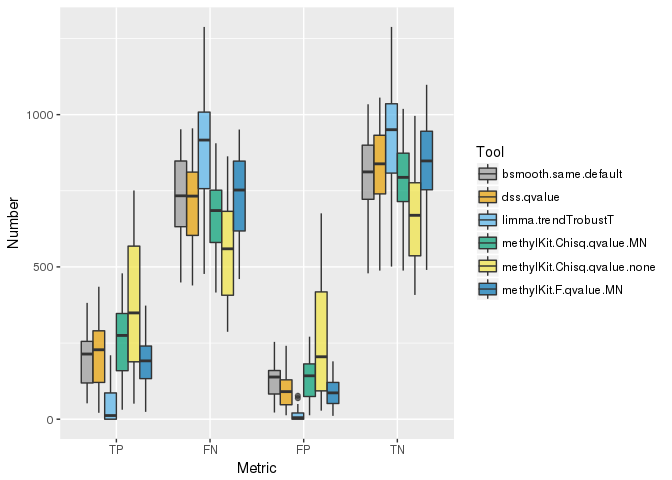 Number
1000
500
0
TP
FN
FP
TN
Metric
Tool
bsmooth.same.default
dss.qvalue
limma.trendTrobustT
methylKit.Chisq.qvalue.MN
methylKit.Chisq.qvalue.none
methylKit.F.qvalue.MN